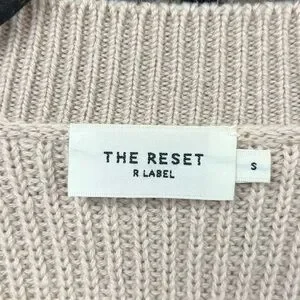 THE RESET
R LABEL
S